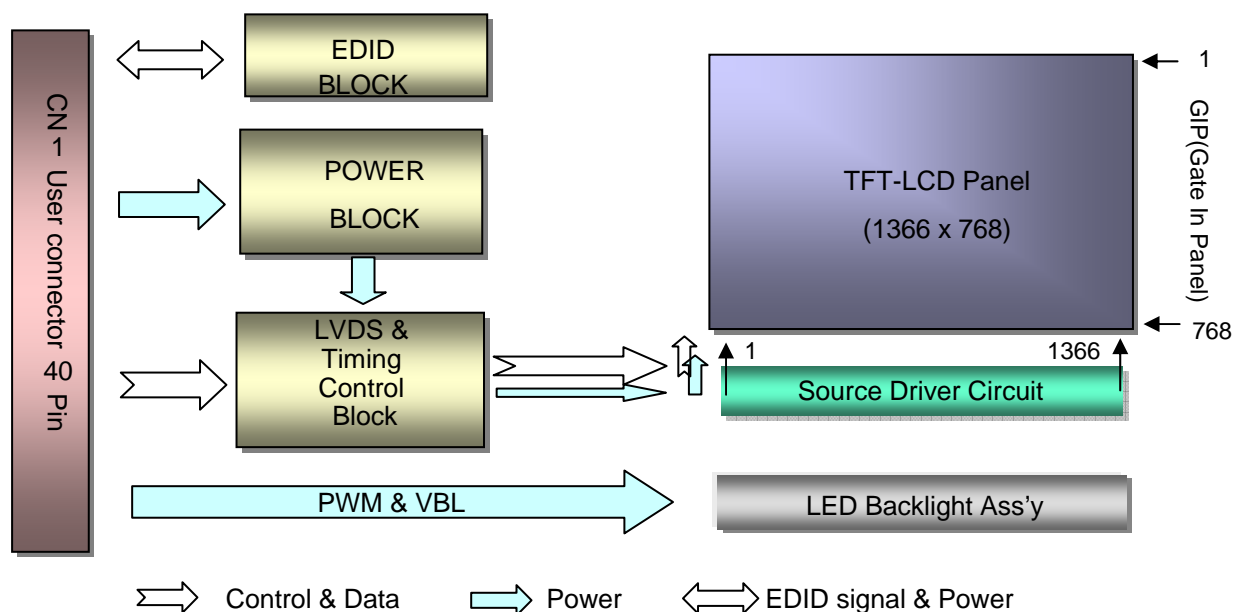 CN 1 User connector 40 Pin
EDID
BLOCK
POWER
BLOCK
LVDS &
Timing
Control
Block
PWM & VBL
TFT-LCD Panel
(1366 x 768)
1
GIP(Gate In Panel)
768
1
1366
Source Driver Circuit
LED Backlight Ass’y
Control & Data
Power
EDID signal & Power